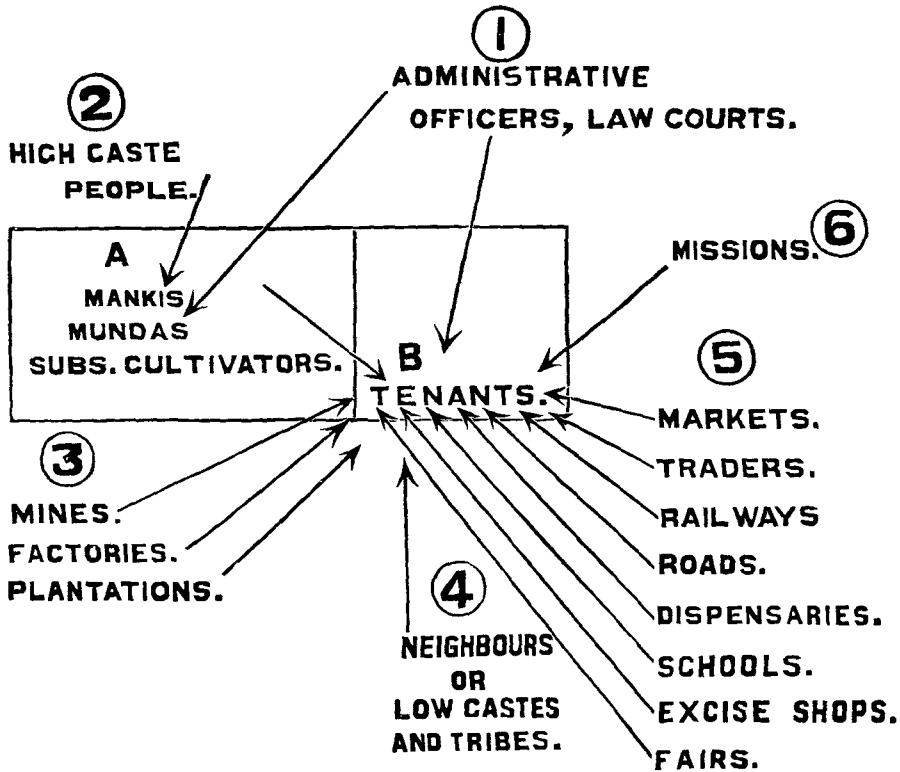 1
ADMINISTRATIVE
OFFICERS, LAW COURTS.
2
HIGH CASTE
PEOPLE.
6
MISSIONS.
A
MANKIS
MUNDAS
SUBS. CULTIVATORS.
B
TENANTS.
5
MARKETS.
TRADERS.
RAILWAYS
ROADS.
DISPENSARIES.
SCHOOLS.
EXCISE SHOPS.
FAIRS.
3
MINES.
FACTORIES.
PLANTATIONS.
4
NEIGHBOURS
OR
LOW CASTES
AND TRIBES.